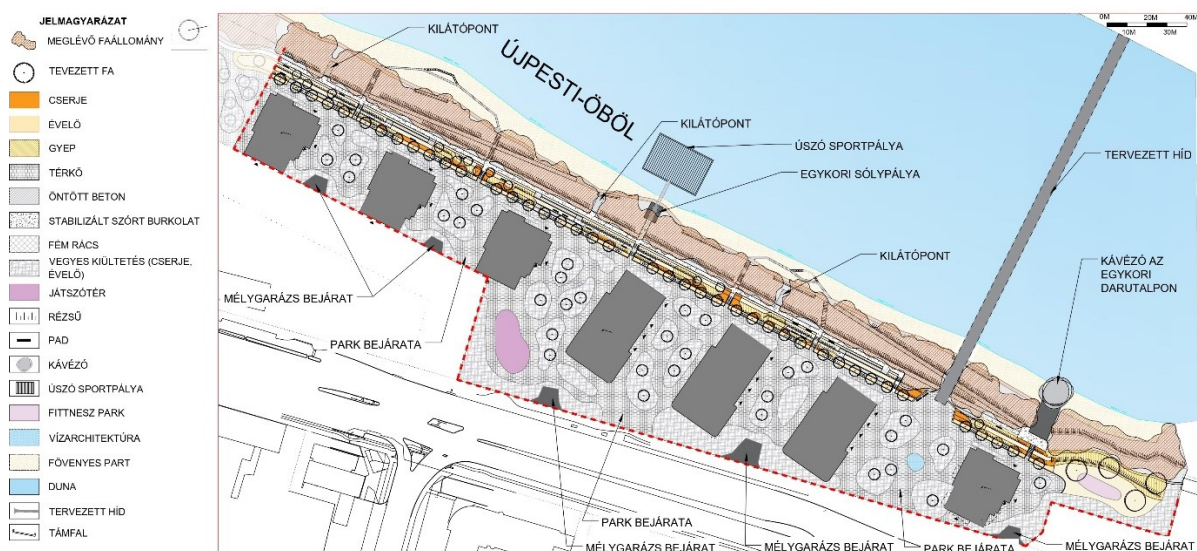 JELMAGYARÁZAT
MEGLÉVŐ FAÁLLOMÁNY
TEVEZETT FA
CSERJE
ÉVELŐ
GYEP
TÉRKŐ
ÖNTÖTT BETON
STABILIZÁLT SZÓRT BURKOLAT
FÉM RÁCS
VEGYES KIÜLTETÉS (CSERJE,
ÉVELŐ)
JÁTSZÓTÉR
RÉZSŰ
PAD
KÁVÉZÓ
ÚSZÓ SPORTPÁLYA
FITTNESZ PARK
VÍZARCHITEKTÚRA
FÖVENYES PART
DUNA
TERVEZETT HÍD
TÁMFAL
KILÁTÓPONT
ÚJPESTI-ÖBÖL
KILÁTÓPONT
ÚSZÓ SPORTPÁLYA
EGYKORI SÓLYPÁLYA
KILÁTÓPONT
0M 20M 40M
10M 30M
TERVEZETT HÍD
KÁVÉZÓ AZ
EGYKORI
DARUTALPON
MÉLYGARÁZS BEJÁRAT
PARK BEJÁRATA
PARK BEJÁRATA
MÉLYGARÁZS BEJÁRAT
MÉLYGARÁZS BEJÁRAT
PARK BEJÁRATA
MÉLYGARÁZS BEJÁRAT